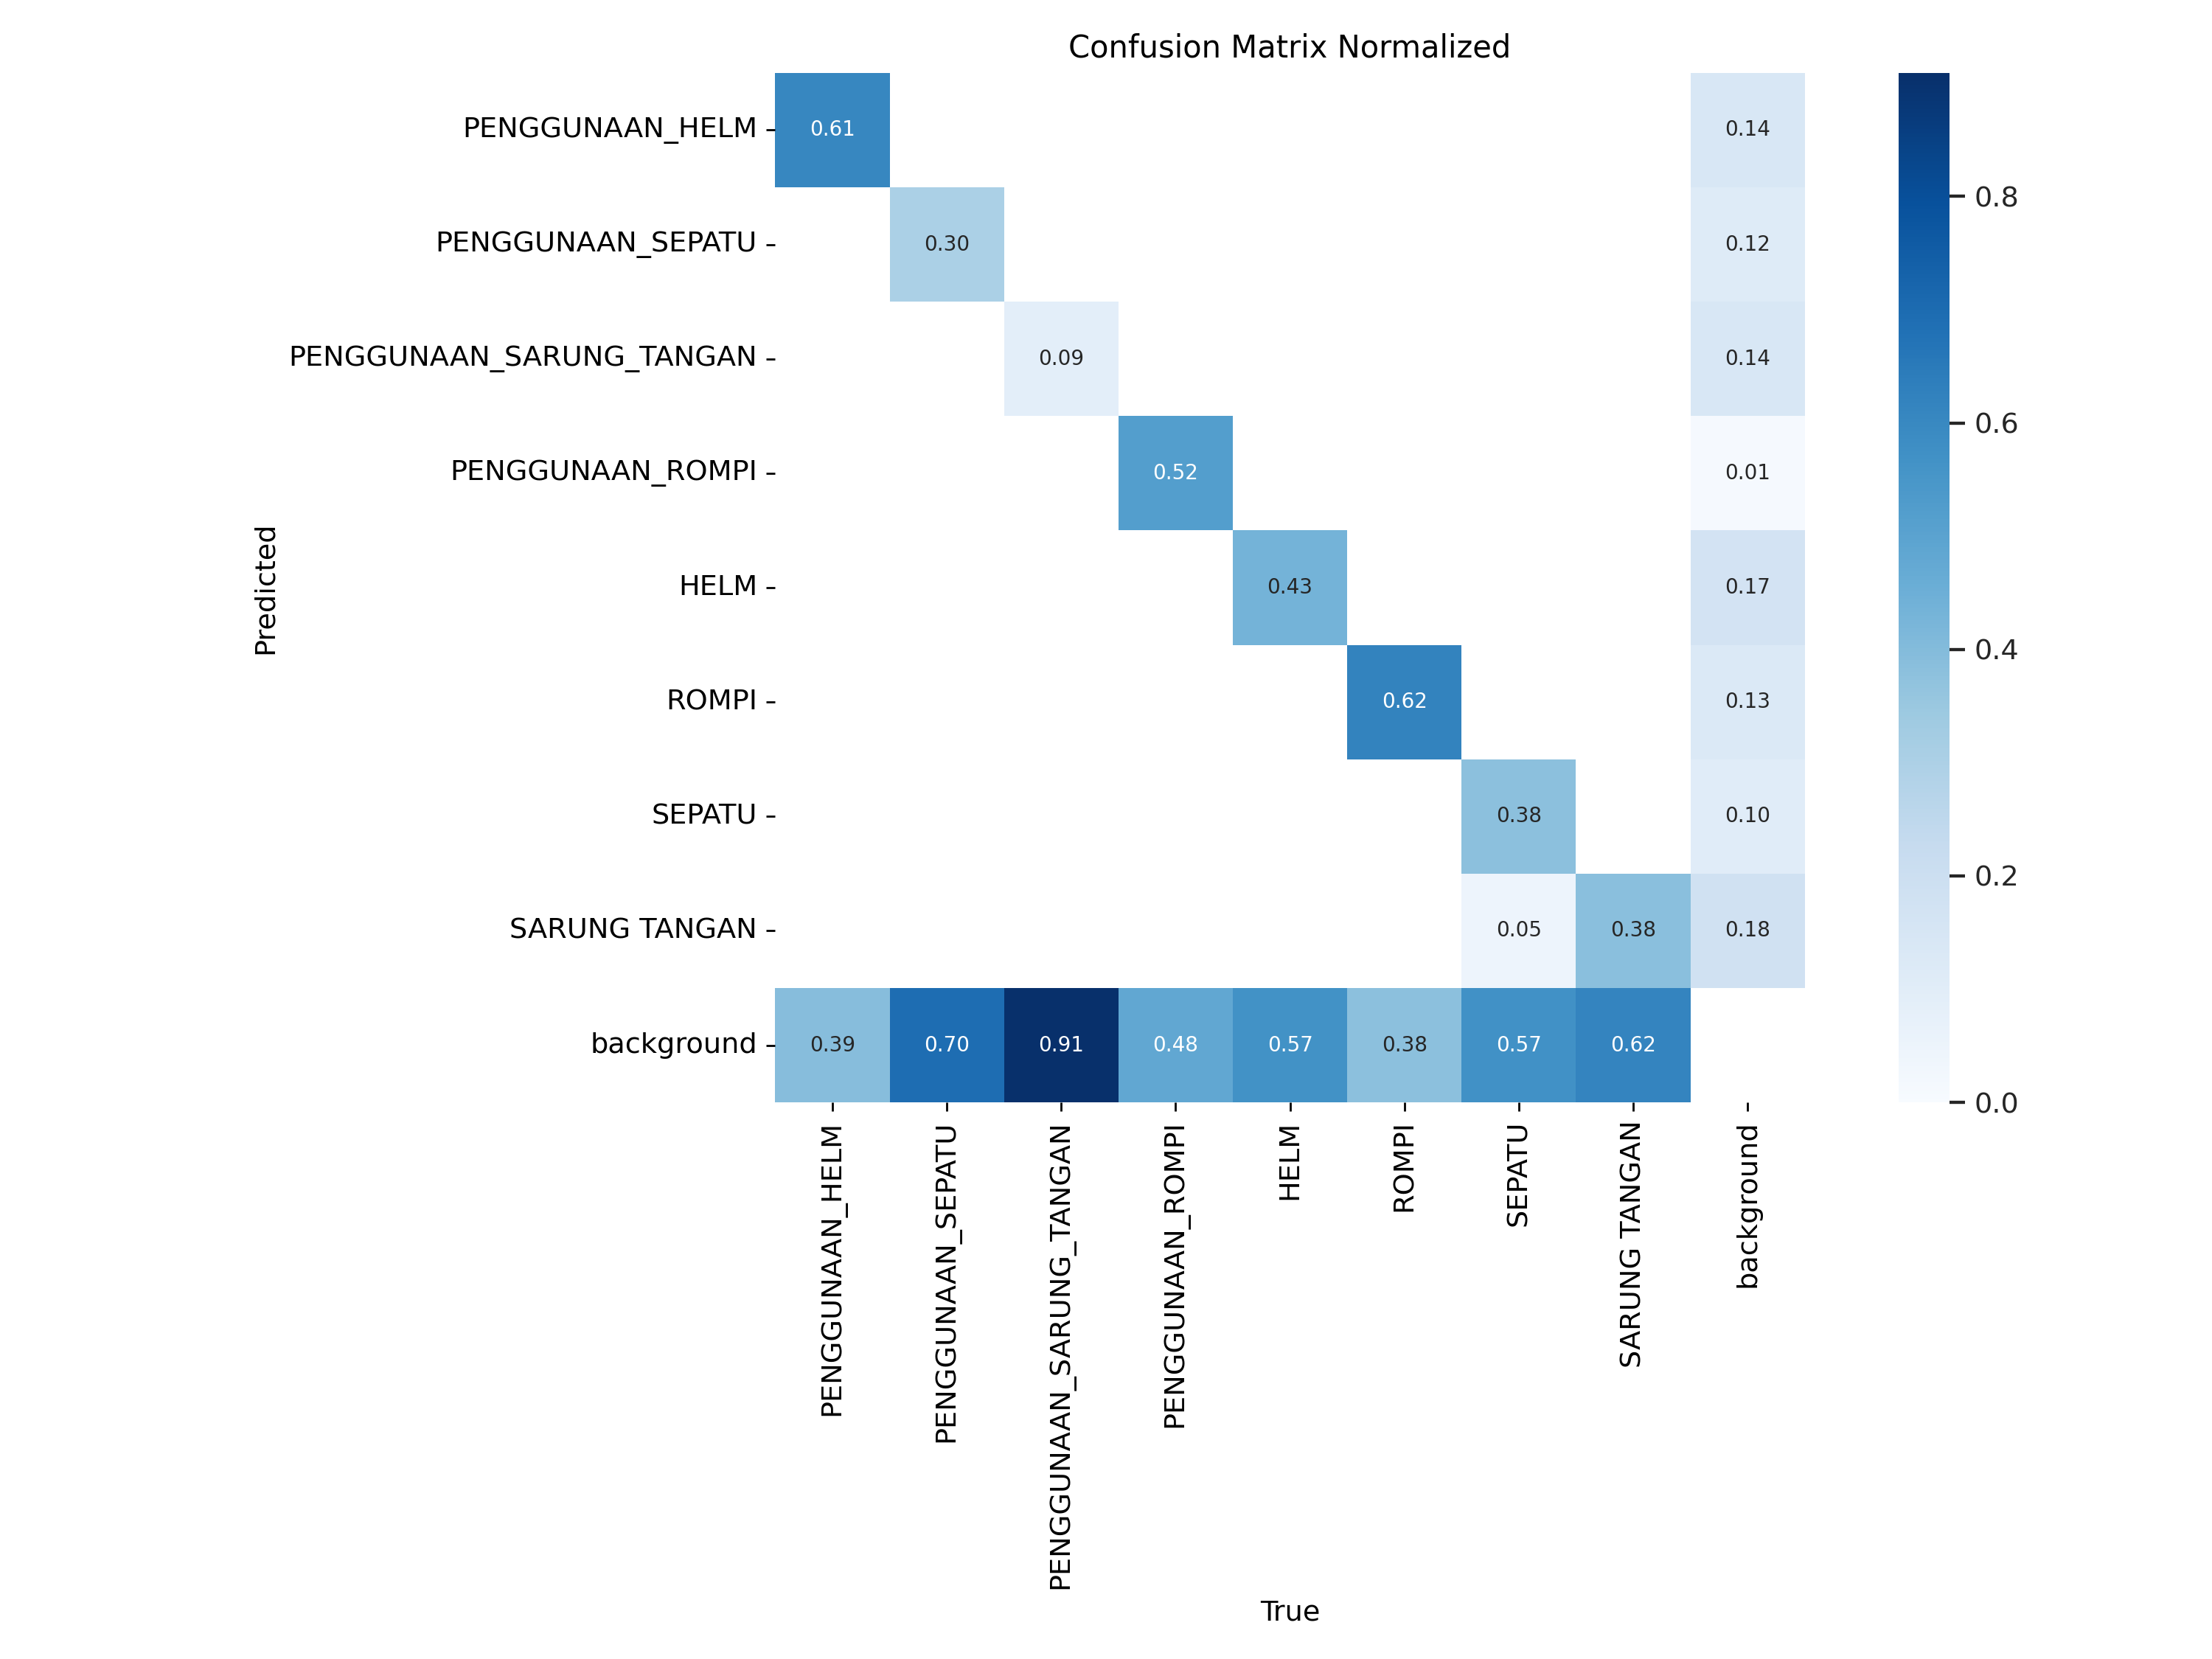 Confusion Matrix Normalized
PENGGUNAAN_HELM
0.61
0.14
PENGGUNAAN_SEPATU
0.30
0.12
PENGGUNAAN_SARUNG_TANGAN
0.09
0.14
PENGGUNAAN_ROMPI
0.52
0.01
HELM
0.43
0.17
ROMPI
0.62
0.13
SEPATU
0.38
0.10
SARUNG TANGAN
0.05
0.38
0.18
background
0.39
0.70
0.91
0.48
0.57
0.38
0.57
0.62
Predicted
PENGGUNAAN_HELM
PENGGUNAAN_SEPATU
PENGGUNAAN_SARUNG_TANGAN
PENGGUNAAN_ROMPI
HELM
ROMPI
SEPATU
SARUNG TANGAN
background
True
0.8
0.6
0.4
0.2
0.0